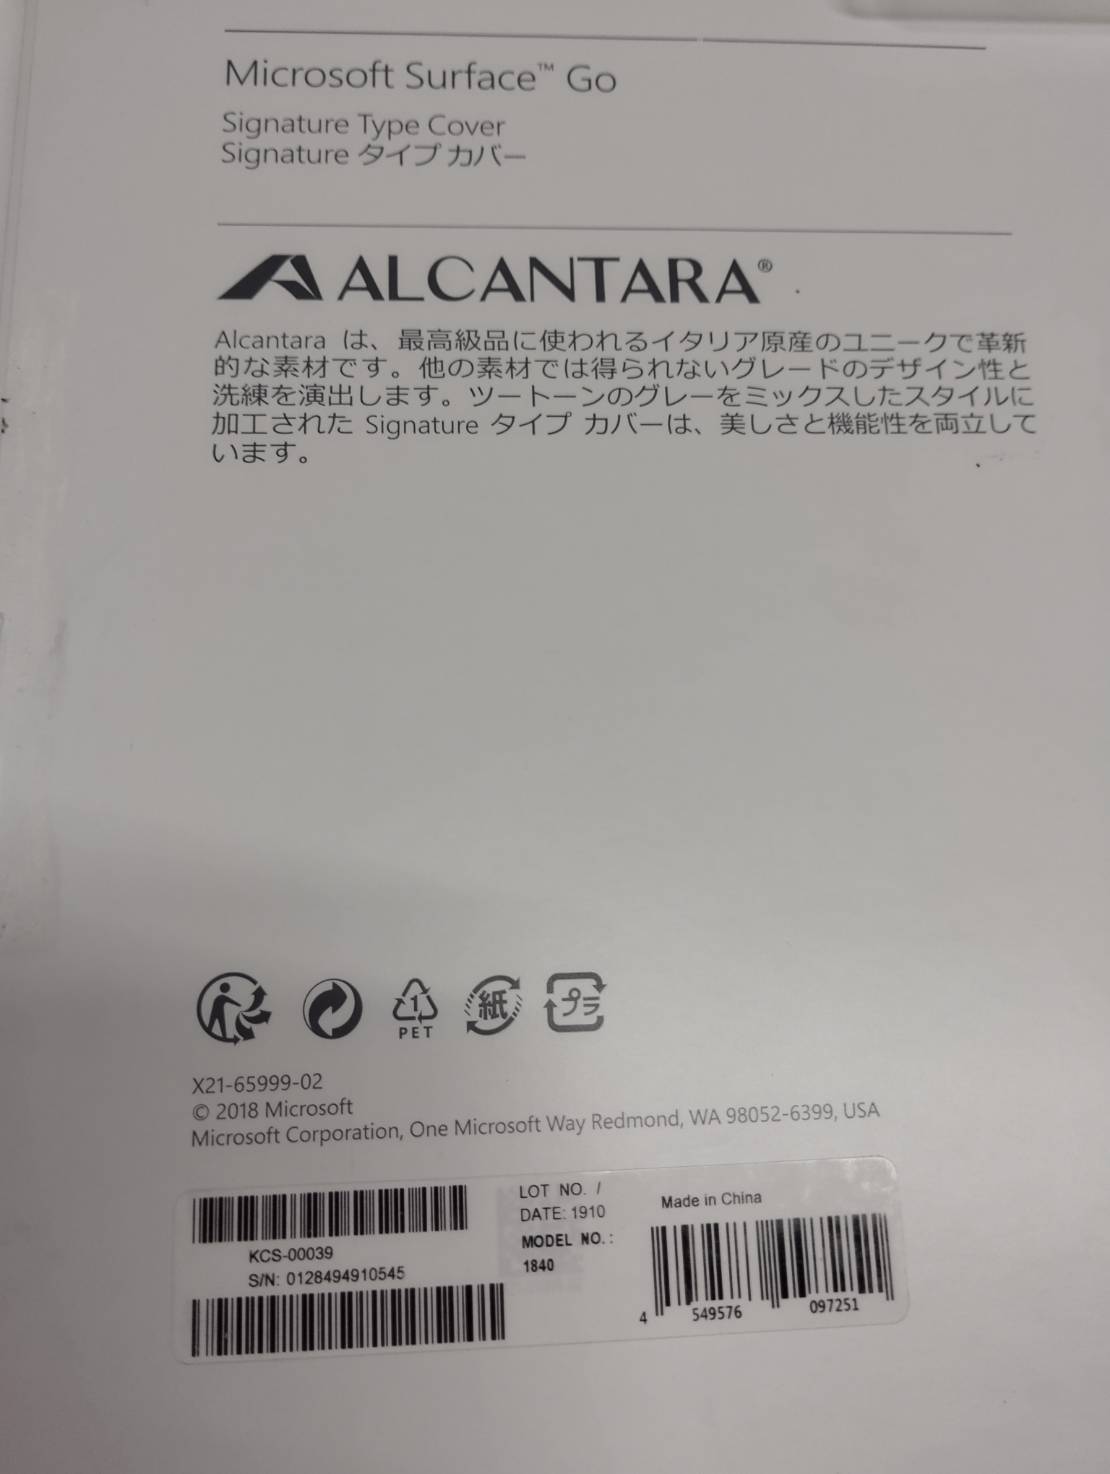 Microsoft Surface™ Go
Signature Type Cover
Signature タイプ カバー
ALCANTARA®
Alcantara は、最高級品に使われるイタリア原産のユニークで革新
的な素材です。他の素材では得られないグレードのデザイン性と
洗練を演出します。ツートーンのグレーをミックスしたスタイルに
加工された Signature タイプ カバーは、美しさと機能性を両立して
います。
1
PET
紙
プラ
X21-65999-02
© 2018 Microsoft
Microsoft Corporation, One Microsoft Way Redmond, WA 98052-6399, USA
KCS-00039
S/N: 0128494910545
LOT NO. /
DATE: 1910
MODEL NO.:
1840
Made in China
4 549576 097251